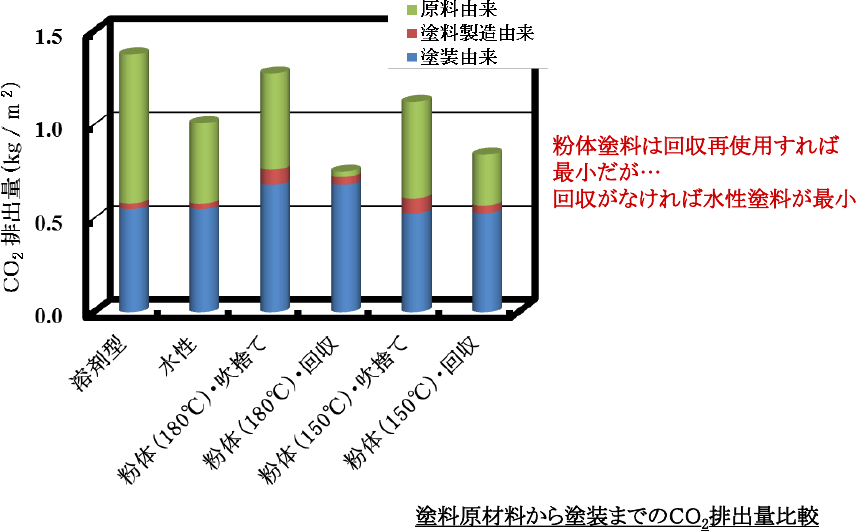 原料由来
塗料製造由来
塗装由来
CO2排出量(kg/m2)
1.5
1.0
0.5
0.0
溶剤型
水性
粉体(180℃)・吹捨て
粉体(180℃)・回収
粉体(150℃)・吹捨て
粉体(150℃)・回収
粉体塗料は回収再使用すれば
最小だが…
回収がなければ水性塗料が最小
塗料原材料から塗装までのCO2排出量比較